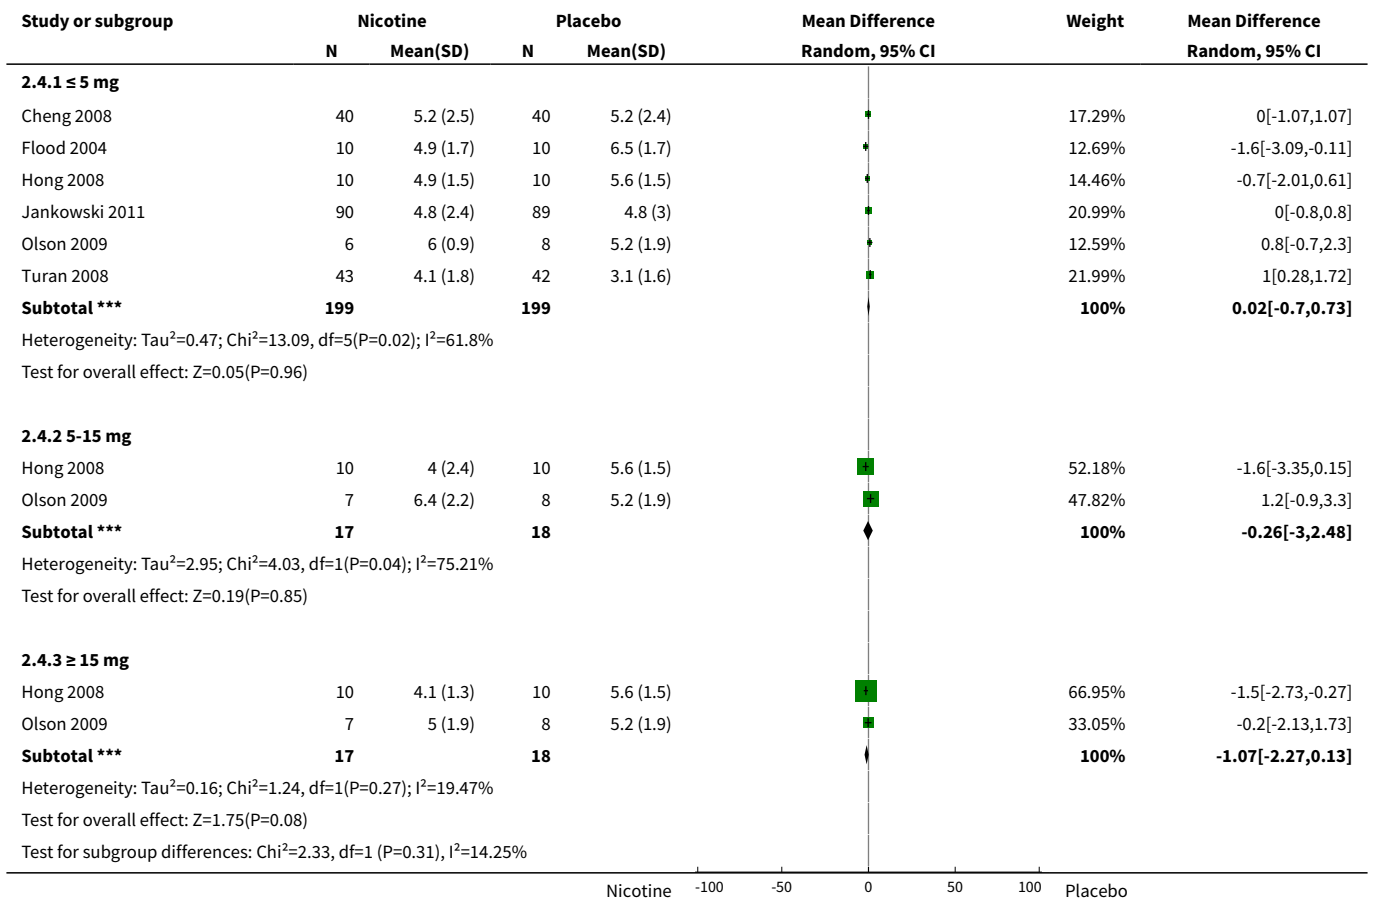 Study or subgroup Nicotine Placebo Mean Difference Weight Mean Difference
N Mean(SD) N Mean(SD) Random, 95% CI Random, 95% CI
2.4.1 ≤ 5 mg
Cheng 2008 40 5.2 (2.5) 40 5.2 (2.4) 17.29% 0[-1.07,1.07]
Flood 2004 10 4.9 (1.7) 10 6.5 (1.7) 12.69% -1.6[-3.09,-0.11]
Hong 2008 10 4.9 (1.5) 10 5.6 (1.5) 14.46% -0.7[-2.01,0.61]
Jankowski 2011 90 4.8 (2.4) 89 4.8 (3) 20.99% 0[-0.8,0.8]
Olson 2009 6 6 (0.9) 8 5.2 (1.9) 12.59% 0.8[-0.7,2.3]
Turan 2008 43 4.1 (1.8) 42 3.1 (1.6) 21.99% 1[0.28,1.72]
Subtotal *** 199 199 100% 0.02[-0.7,0.73]
Heterogeneity: Tau²=0.47; Chi²=13.09, df=5(P=0.02); I²=61.8%
Test for overall effect: Z=0.05(P=0.96)
2.4.2 5-15 mg
Hong 2008 10 4 (2.4) 10 5.6 (1.5) 52.18% -1.6[-3.35,0.15]
Olson 2009 7 6.4 (2.2) 8 5.2 (1.9) 47.82% 1.2[-0.9,3.3]
Subtotal *** 17 18 100% -0.26[-3,2.48]
Heterogeneity: Tau²=2.95; Chi²=4.03, df=1(P=0.04); I²=75.21%
Test for overall effect: Z=0.19(P=0.85)
2.4.3 ≥ 15 mg
Hong 2008 10 4.1 (1.3) 10 5.6 (1.5) 66.95% -1.5[-2.73,-0.27]
Olson 2009 7 5 (1.9) 8 5.2 (1.9) 33.05% -0.2[-2.13,1.73]
Subtotal *** 17 18 100% -1.07[-2.27,0.13]
Heterogeneity: Tau²=0.16; Chi²=1.24, df=1(P=0.27); I²=19.47%
Test for overall effect: Z=1.75(P=0.08)
Test for subgroup differences: Chi²=2.33, df=1 (P=0.31), I²=14.25%
Nicotine -100 -50 0 50 100 Placebo